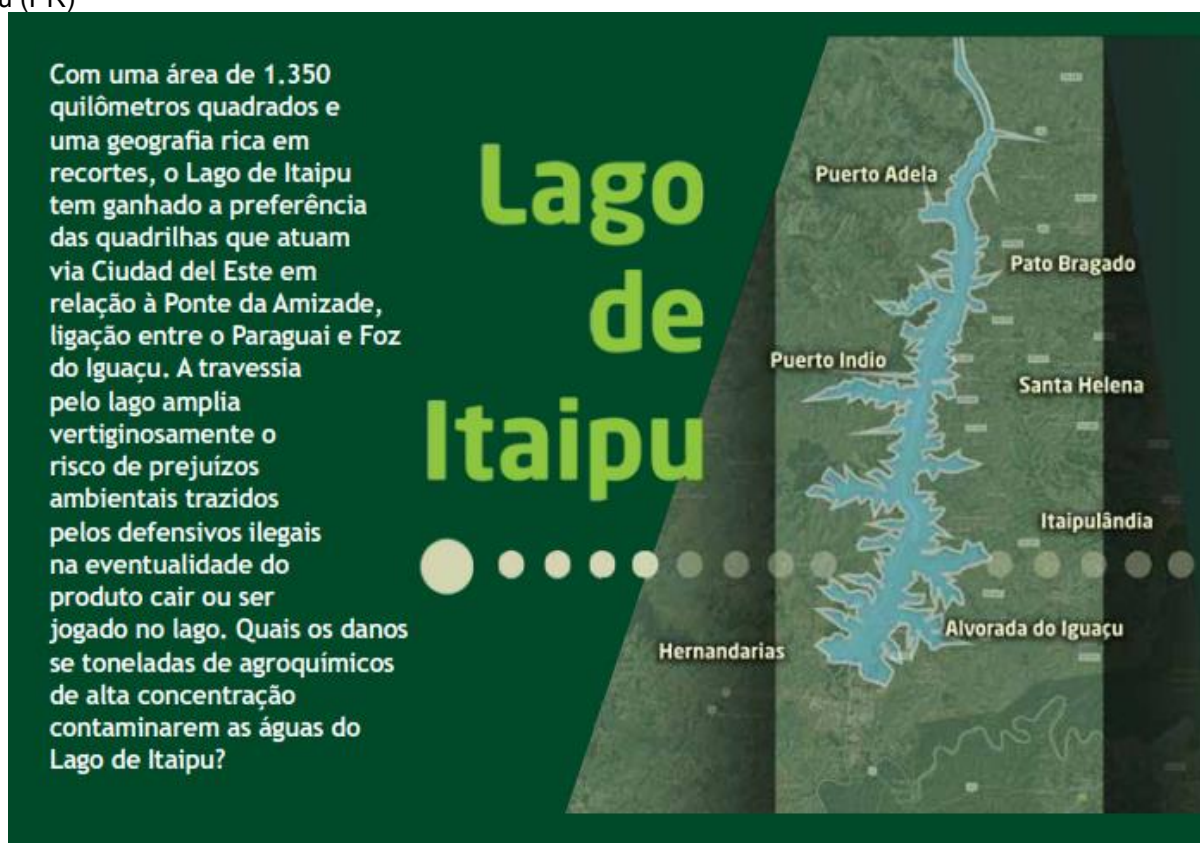 Com uma área de 1.350
quilômetros quadrados e
uma geografia rica em
recortes, o Lago de Itaipu
tem ganhado a preferência
das quadrilhas que atuam
via Ciudad del Este em
relação à Ponte da Amizade,
ligação entre o Paraguai e Foz
do Iguaçu. A travessia
pelo lago amplia
vertiginosamente o
risco de prejuízos
ambientais trazidos
pelos defensivos ilegais
na eventualidade do
produto cair ou ser
jogado no lago. Quais os danos
se toneladas de agroquímicos
de alta concentração
contaminarem as águas do
Lago de Itaipu?
Lago
de
Itaipu
Puerto Adela
Pato Bragado
Puerto Indio
Santa Helena
Itaipulândia
Alvorada do Iguaçu
Hernandarias